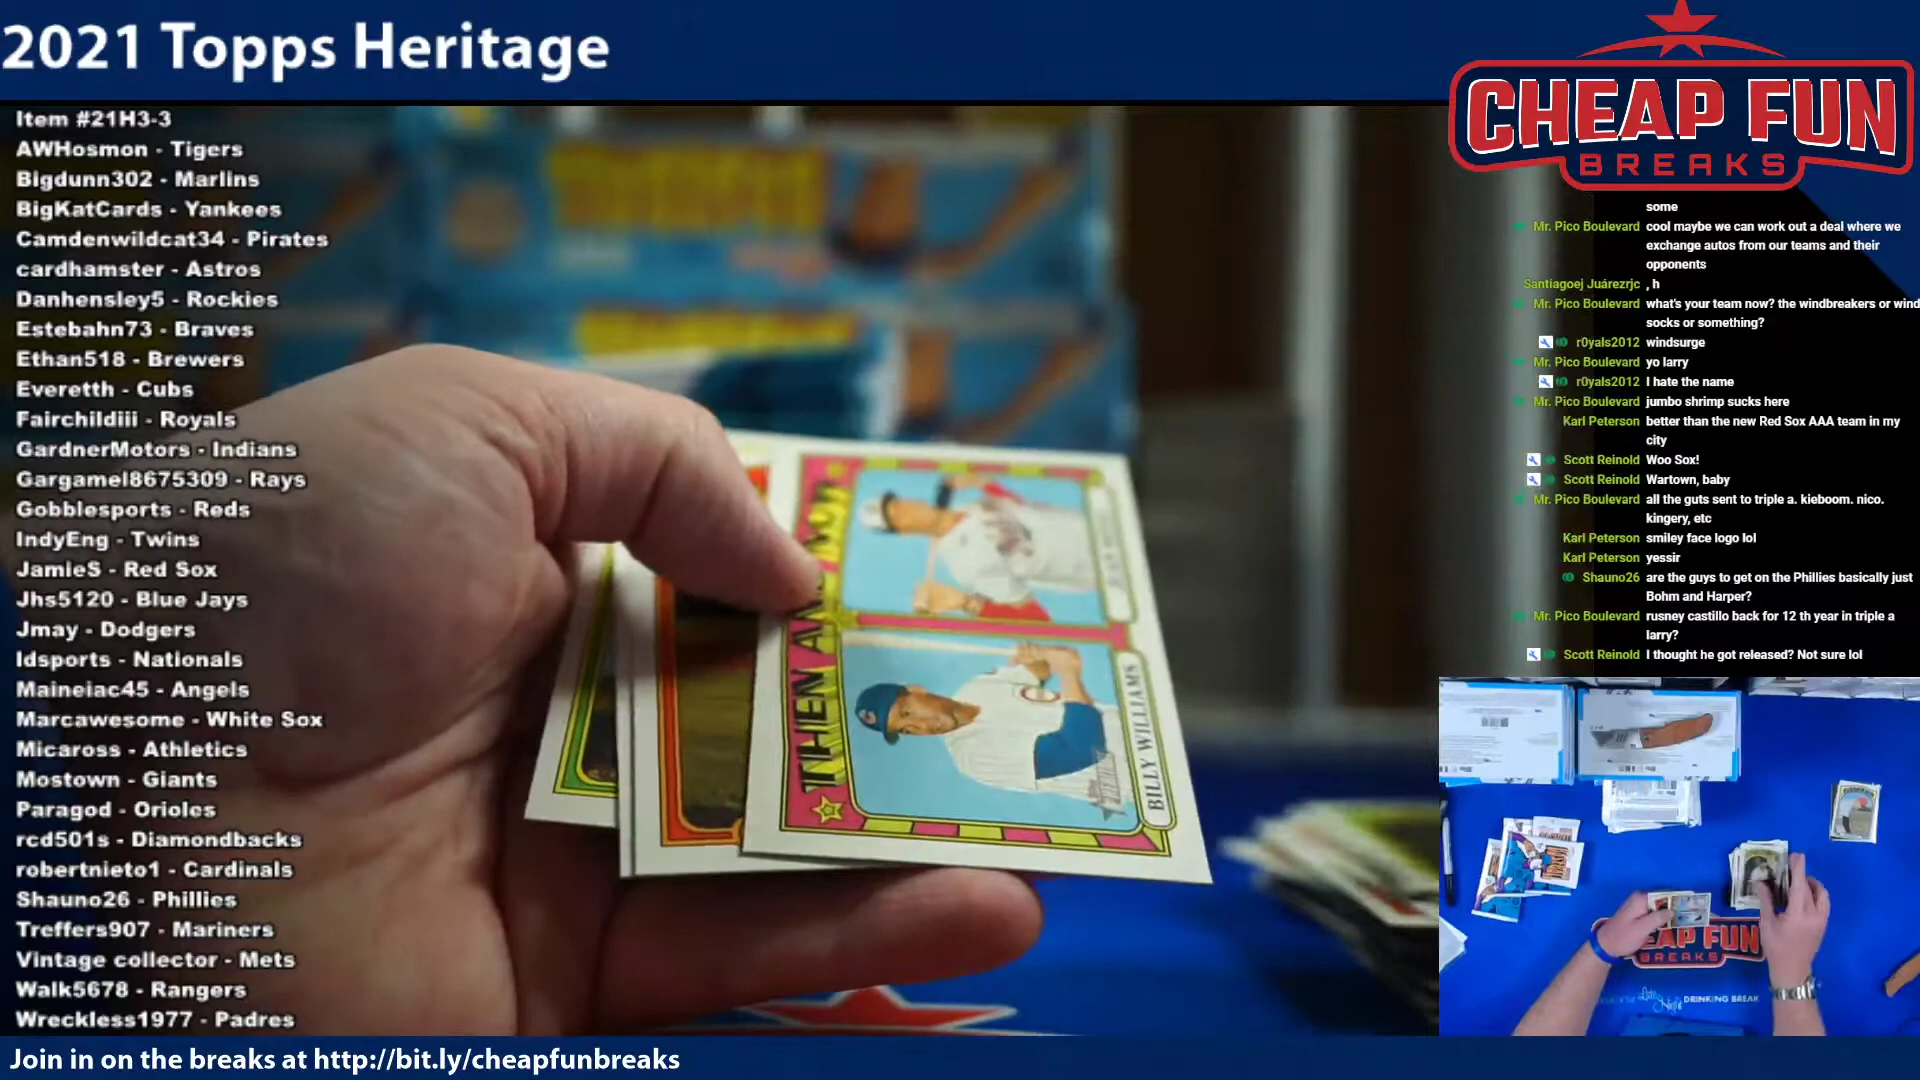 2021 Topps Heritage
Item #21H3-3
AWHosmon - Tigers
Bigdunn302 - Marlins
BigKatCards - Yankees
Camdenwildcat34 - Pirates
cardhamster - Astros
Danhensley5 - Rockies
Estebahn73 - Braves
Ethan518 - Brewers
Everetth - Cubs
Fairchildiii - Royals
GardnerMotors - Indians
Gargamel8675309 - Rays
Gobblesports - Reds
IndyEng - Twins
JamieS - Red Sox
Jhs5120 - Blue Jays
Jmay - Dodgers
ldsports - Nationals
Maineiac45 - Angels
Marcawesome - White Sox
Micaross - Athletics
Mostown - Giants
Paragod - Orioles
rcd501s - Diamondbacks
robertnieto1 - Cardinals
Shauno26 - Phillies
Treffers907 - Mariners
Vintage collector - Mets
Walk5678 - Rangers
Wreckless1977 - Padres
Join in on the breaks at http://bit.ly/cheapfunbreaks
THEN AND NOW
BILLY WILLIAMS
CHEAP FUN
BREAKS
some
Mr. Pico Boulevard cool maybe we can work out a deal where we
exchange autos from our teams and their
opponents
Santiagoej Juárezrjc , h
Mr. Pico Boulevard what's your team now? the windbreakers or wind
socks or something?
r0yals2012 windsurge
Mr. Pico Boulevard yo larry
r0yals2012 I hate the name
Mr. Pico Boulevard jumbo shrimp sucks here
Karl Peterson better than the new Red Sox AAA team in my
city
Scott Reinold Woo Sox!
Scott Reinold Wartown, baby
Mr. Pico Boulevard all the guts sent to triple a. kieboom. nico.
kingery, etc
Karl Peterson smiley face logo lol
Karl Peterson yessir
Shauno26 are the guys to get on the Phillies basically just
Bohm and Harper?
Mr. Pico Boulevard rusney castillo back for 12 th year in triple a
larry?
Scott Reinold I thought he got released? Not sure lol
EAP FUN
BREAKS
DRINKING BREAK